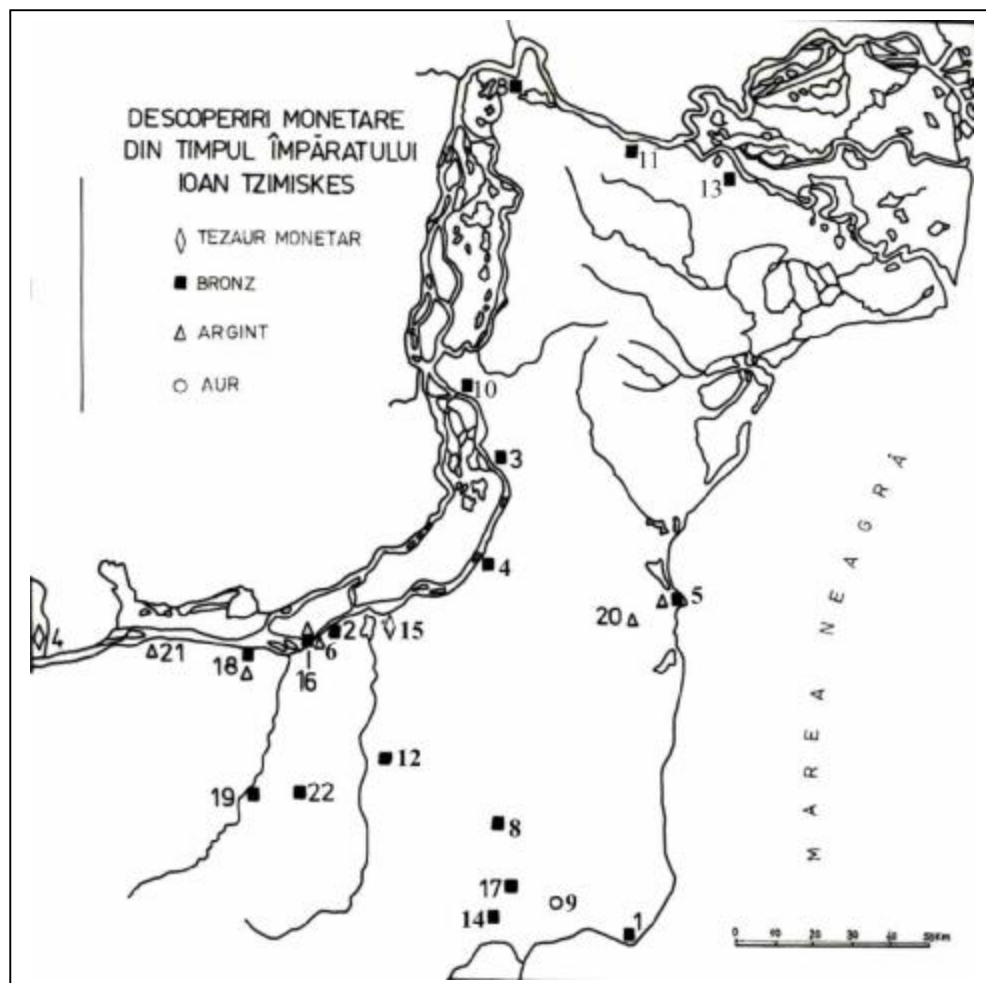 DESCOPERIRI MONETARE
DIN TIMPUL ÎMPĂRATULUI
IOAN TZIMISKES
TEZAUR MONETAR
BRONZ
ARGINT
AUR
8
11
13
10
3
4
5
20
2
15
4
21
18
6
16
12
19
22
8
17
9
14
1
MAREA NEAGRĂ
0 10 20 30 40 50KM